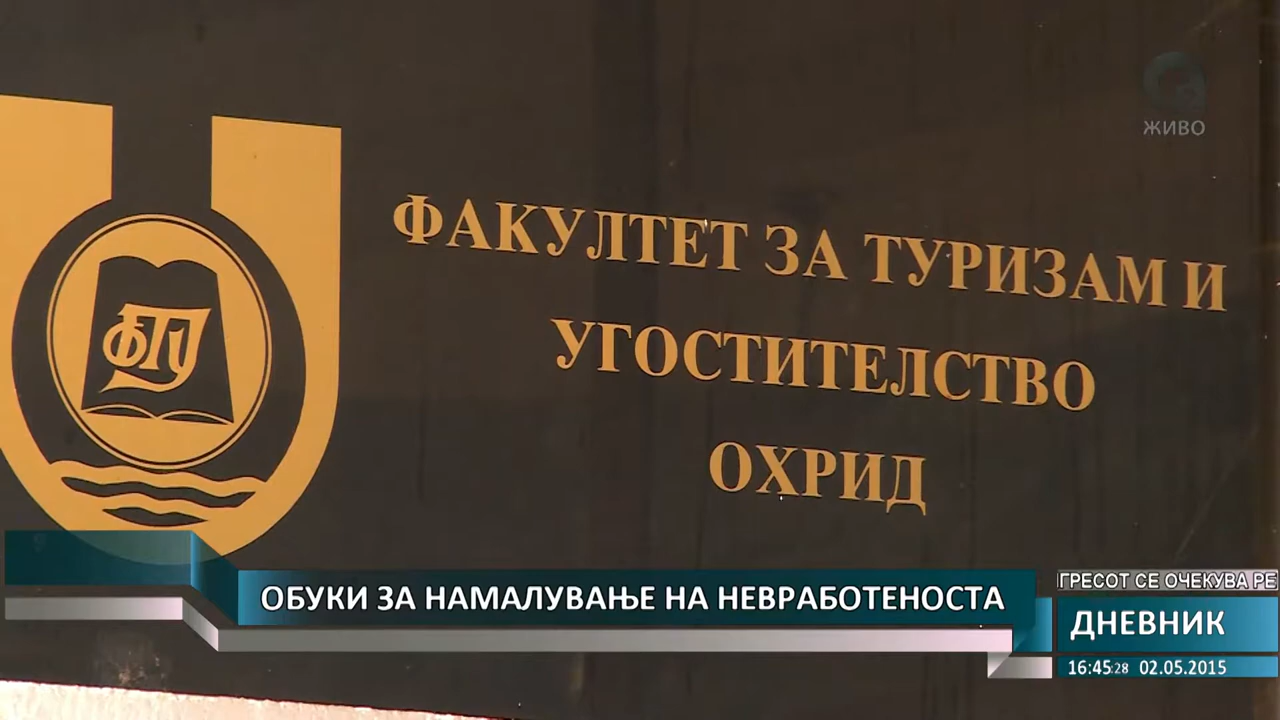 ЖИВО
ФАКУЛТЕТ ЗА ТУРИЗАМ И
УГОСТИТЕЛСТВО
ОХРИД
ФТУ
ОБУКИ ЗА НАМАЛУВАЊЕ НА НЕВРАБОТЕНОСТА
ГРЕСОТ СЕ ОЧЕКУВА РЕ
ДНЕВНИК
16:45:28 02.05.2015